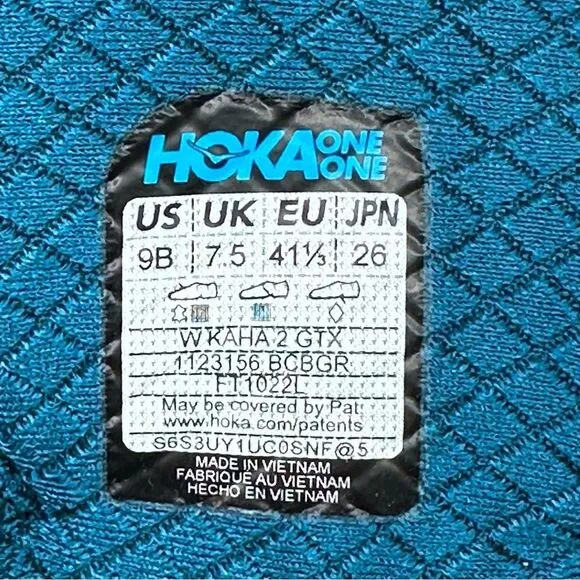 HOKA ONE ONE
US UK EU JPN
9B 7.5 41⅓ 26
W KAHA 2 GTX
1123156 BCBGR
FT1022L
May be covered by Pat:
www.hoka.com/patents
S6S3UY1UC0SNF@5
MADE IN VIETNAM
FABRIQUÉ AU VIETNAM
HECHO EN VIETNAM